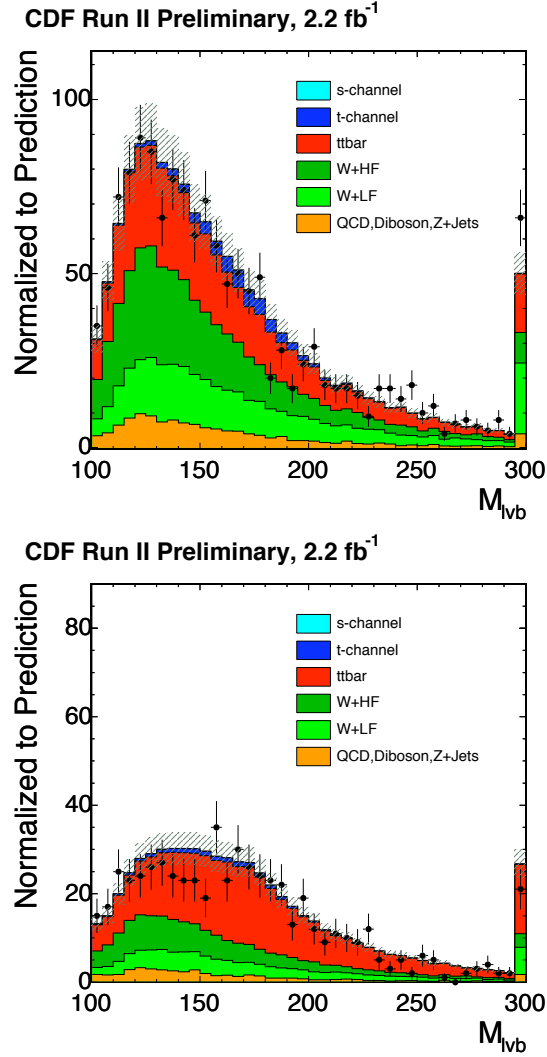 CDF Run II Preliminary, 2.2 fb⁻¹
Normalized to Prediction
100
50
0
s-channel
t-channel
ttbar
W+HF
W+LF
QCD,Diboson,Z+Jets
100 150 200 250 300
M_lvb
CDF Run II Preliminary, 2.2 fb⁻¹
Normalized to Prediction
80
60
40
20
0
s-channel
t-channel
ttbar
W+HF
W+LF
QCD,Diboson,Z+Jets
100 150 200 250 300
M_lvb